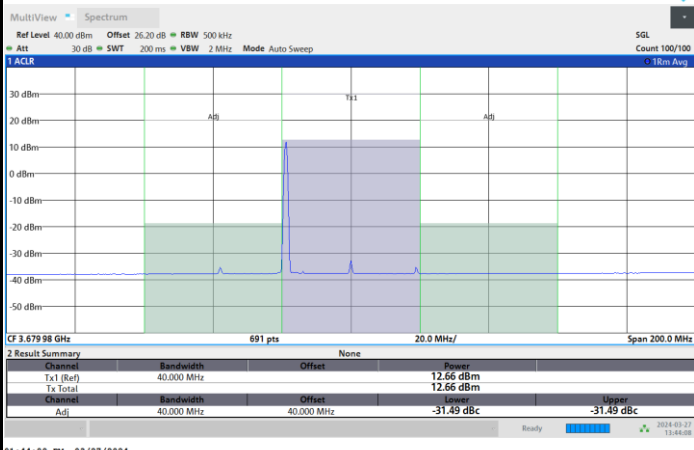 MultiView Spectrum
Ref Level 40.00 dBm Offset 26.20 dB RBW 500 kHz SGL
Att 30 dB SWT 200 ms VBW 2 MHz Mode Auto Sweep Count 100/100
1 ACLR 1Rm Avg
30 dBm
Tx1
20 dBm Adj Adj
10 dBm
0 dBm
-10 dBm
-20 dBm
-30 dBm
-40 dBm
-50 dBm
CF 3.67998 GHz 691 pts 20.0 MHz/ Span 200.0 MHz
2 Result Summary None
Channel Bandwidth Offset Power
Tx1 (Ref) 40.000 MHz 12.66 dBm
Tx Total 12.66 dBm
Channel Bandwidth Offset Lower Upper
Adj 40.000 MHz 40.000 MHz -31.49 dBc -31.49 dBc
Ready 2024-03-27
13:44:08